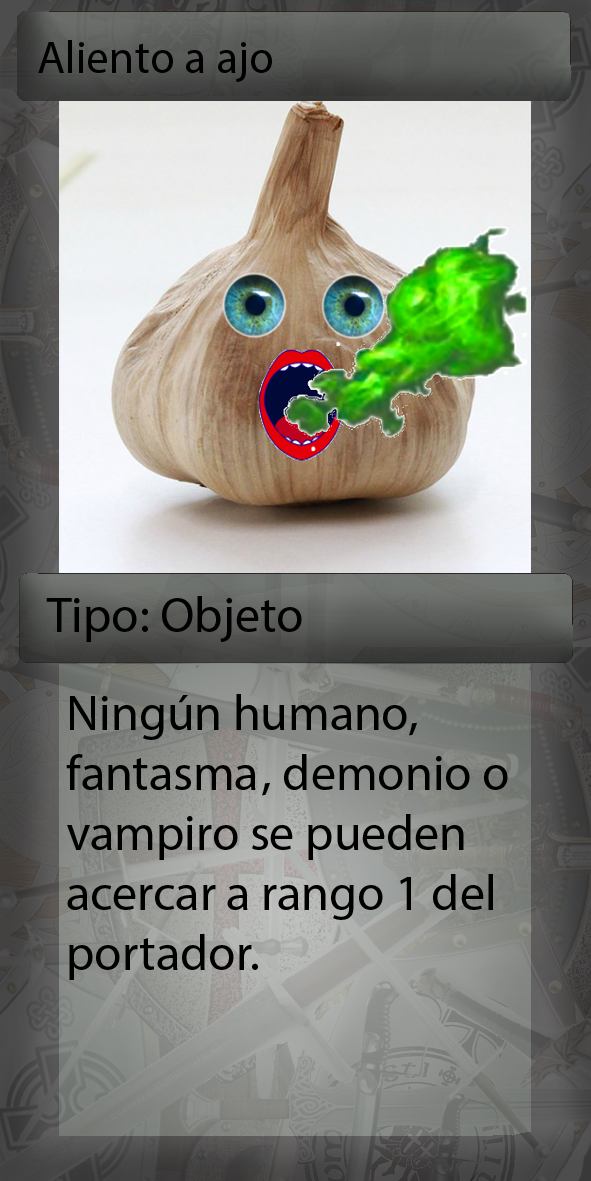 Aliento a ajo
Tipo: Objeto
Ningún humano,
fantasma, demonio o
vampiro se pueden
acercar a rango 1 del
portador.